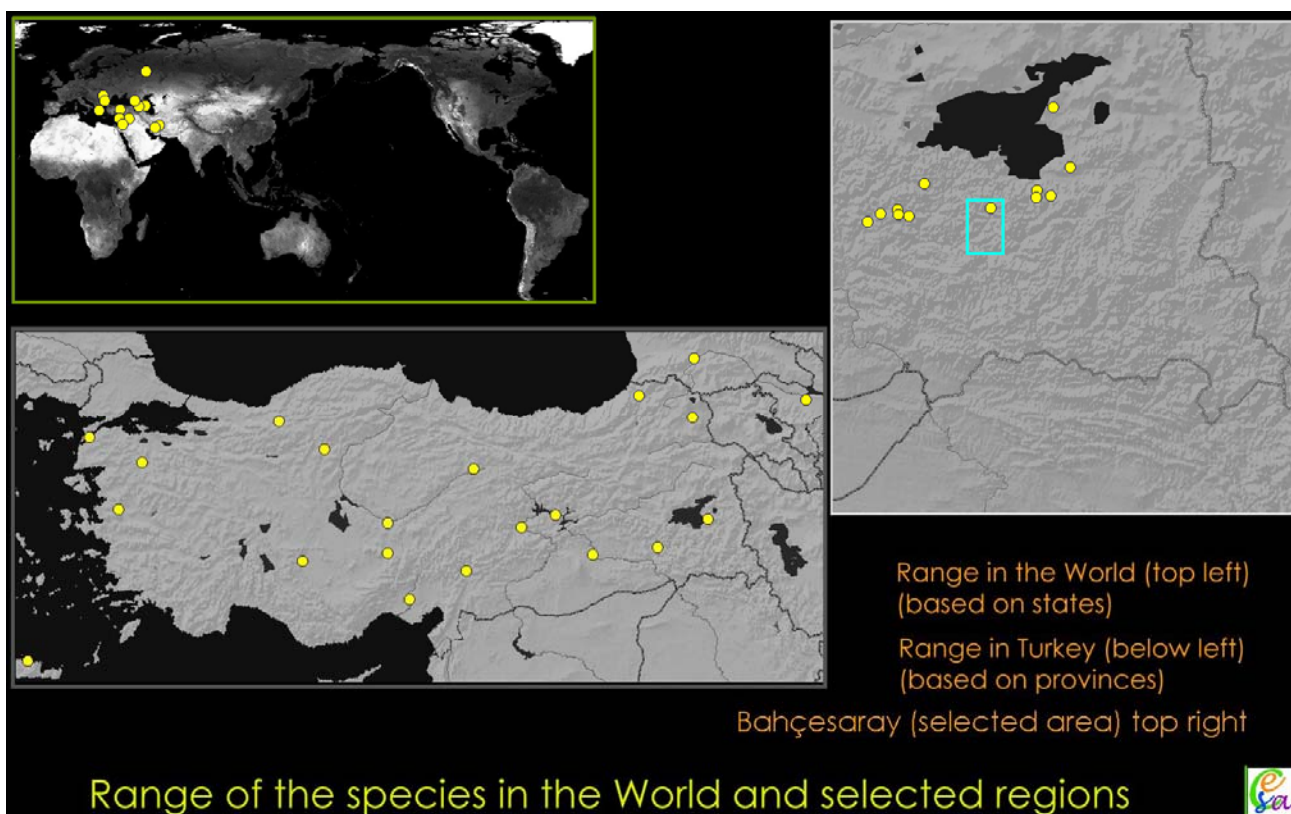 Range in the World (top left)
(based on states)
Range in Turkey (below left)
(based on provinces)
Bahçesaray (selected area) top right
Range of the species in the World and selected regions